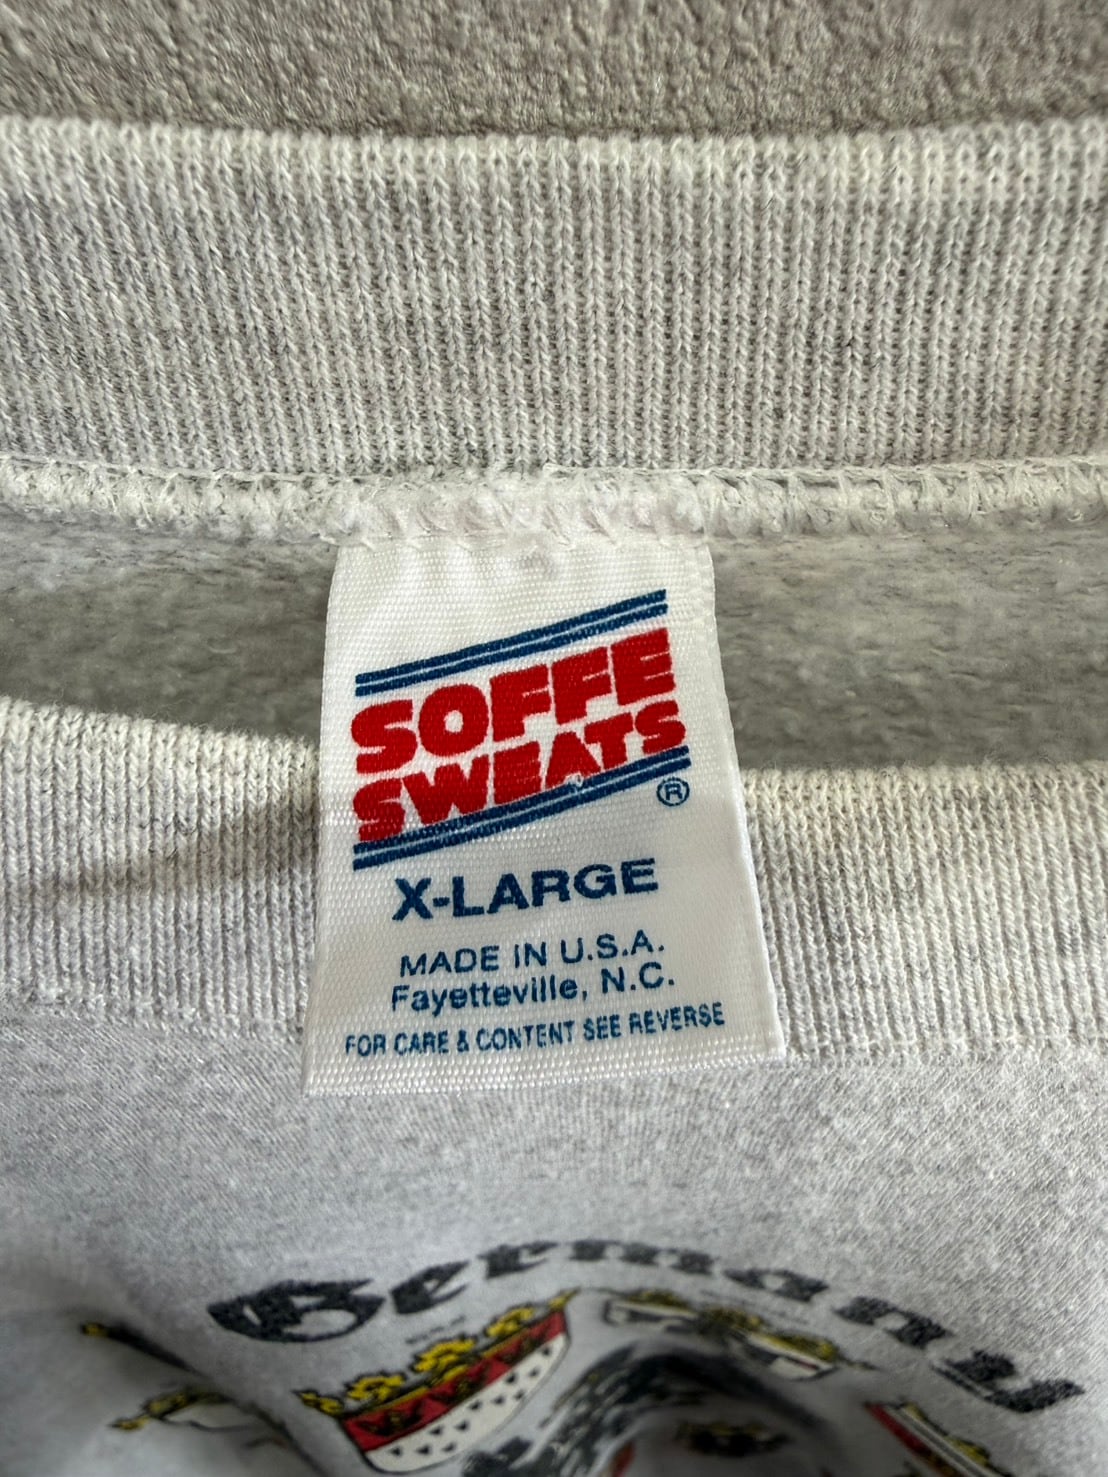 SOFFE
SWEATS
®
X-LARGE
MADE IN U.S.A.
Fayetteville, N.C.
FOR CARE & CONTENT SEE REVERSE
Germany